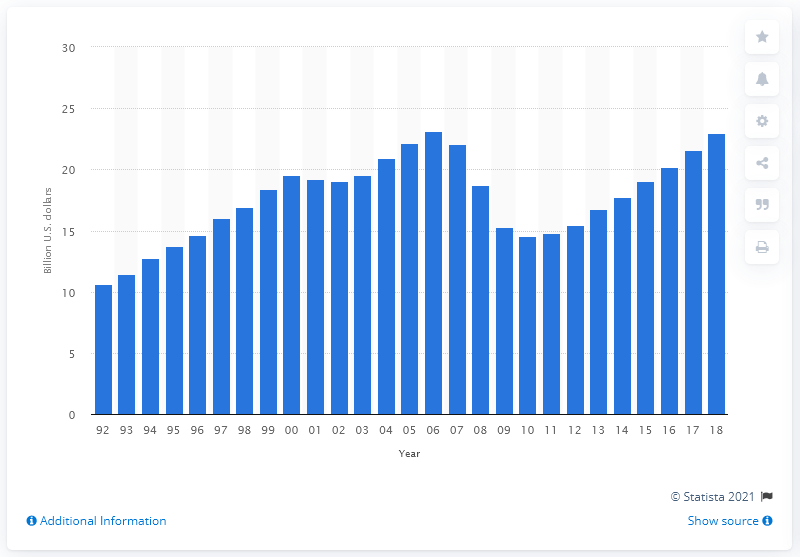 30
25
20
15
10
5
0
Billion U.S. dollars
92 93 94 95 96 97 98 99 00 01 02 03 04 05 06 07 08 09 10 11 12 13 14 15 16 17 18
Year
© Statista 2021
Additional Information
Show source